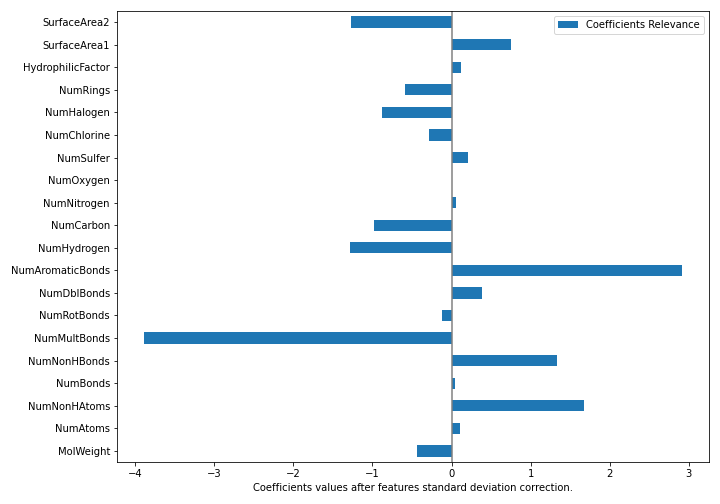 SurfaceArea2
Coefficients Relevance
SurfaceArea1
HydrophilicFactor
NumRings
NumHalogen
NumChlorine
NumSulfer
NumOxygen
NumNitrogen
NumCarbon
NumHydrogen
NumAromaticBonds
NumDblBonds
NumRotBonds
NumMultBonds
NumNonHBonds
NumBonds
NumNonHAtoms
NumAtoms
MolWeight
−4 −3 −2 −1 0 1 2 3
Coefficients values after features standard deviation correction.